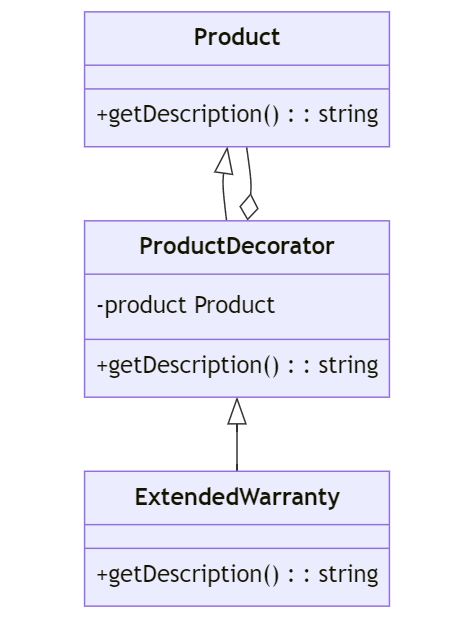 Product
+getDescription() : : string
ProductDecorator
-product Product
+getDescription() : : string
ExtendedWarranty
+getDescription() : : string